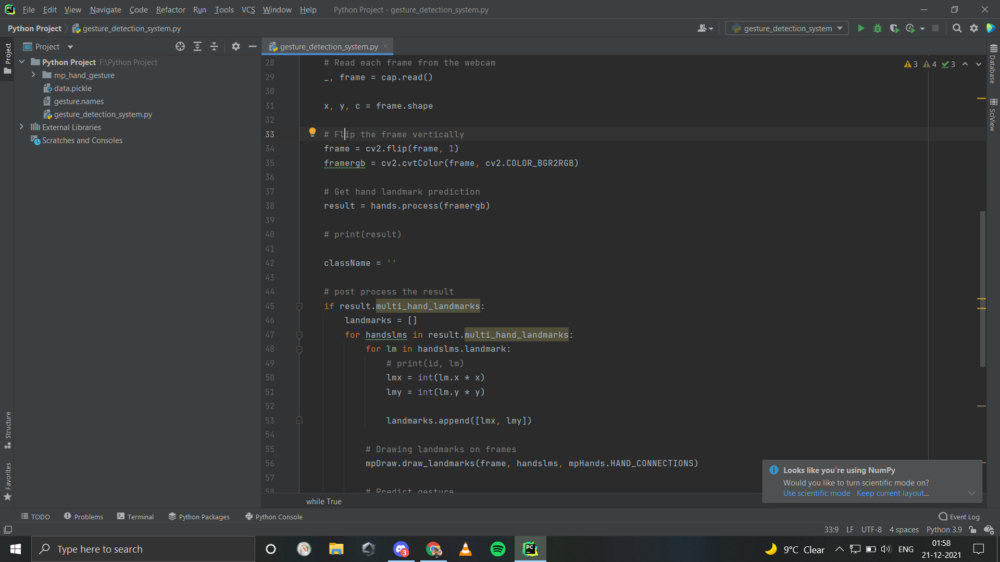 File Edit View Navigate Code Refactor Run Tools VCS Window Help Python Project - gesture_detection_system.py
Python Project gesture_detection_system.py gesture_detection_system
Project gesture_detection_system.py
Project
Python Project F:\Python Project
mp_hand_gesture
data.pickle
gesture.names
gesture_detection_system.py
External Libraries
Scratches and Consoles
Structure
Favorites
28 # Read each frame from the webcam
29 _, frame = cap.read()
30
31 x, y, c = frame.shape
32
33 # Flip the frame vertically
34 frame = cv2.flip(frame, 1)
35 framergb = cv2.cvtColor(frame, cv2.COLOR_BGR2RGB)
36
37 # Get hand landmark prediction
38 result = hands.process(framergb)
39
40 # print(result)
41
42 className = ''
43
44 # post process the result
45 if result.multi_hand_landmarks:
46 landmarks = []
47 for handslms in result.multi_hand_landmarks:
48 for lm in handslms.landmark:
49 # print(id, lm)
50 lmx = int(lm.x * x)
51 lmy = int(lm.y * y)
52
53 landmarks.append([lmx, lmy])
54
55 # Drawing landmarks on frames
56 mpDraw.draw_landmarks(frame, handslms, mpHands.HAND_CONNECTIONS)
57
58 # Predict gesture
3 4 3
Database
SciView
Looks like you're using NumPy
Would you like to turn scientific mode on?
Use scientific mode Keep current layout...
while True
TODO Problems Terminal Python Packages Python Console Event Log
33:9 LF UTF-8 4 spaces Python 3.9
Type here to search
3
PC
9°C Clear ENG
01:58
21-12-2021